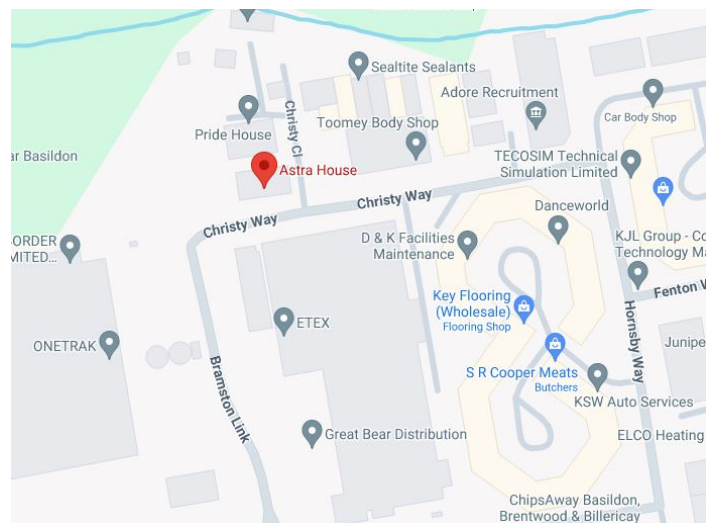 Sealtite Sealants
Adore Recruitment
Christy Cl
Car Body Shop
Pride House
Toomey Body Shop
ar Basildon
Astra House
TECOSIM Technical
Simulation Limited
Christy Way
Christy Way
Danceworld
ORDER
IMITED...
D & K Facilities
Maintenance
KJL Group - Co
Technology Ma
Fenton W
Key Flooring
(Wholesale)
Flooring Shop
Hornsby Way
ETEX
ONETRAK
Bramston Link
Junipe
S R Cooper Meats
Butchers
KSW Auto Services
Great Bear Distribution
ELCO Heating
ChipsAway Basildon,
Brentwood & Billericay